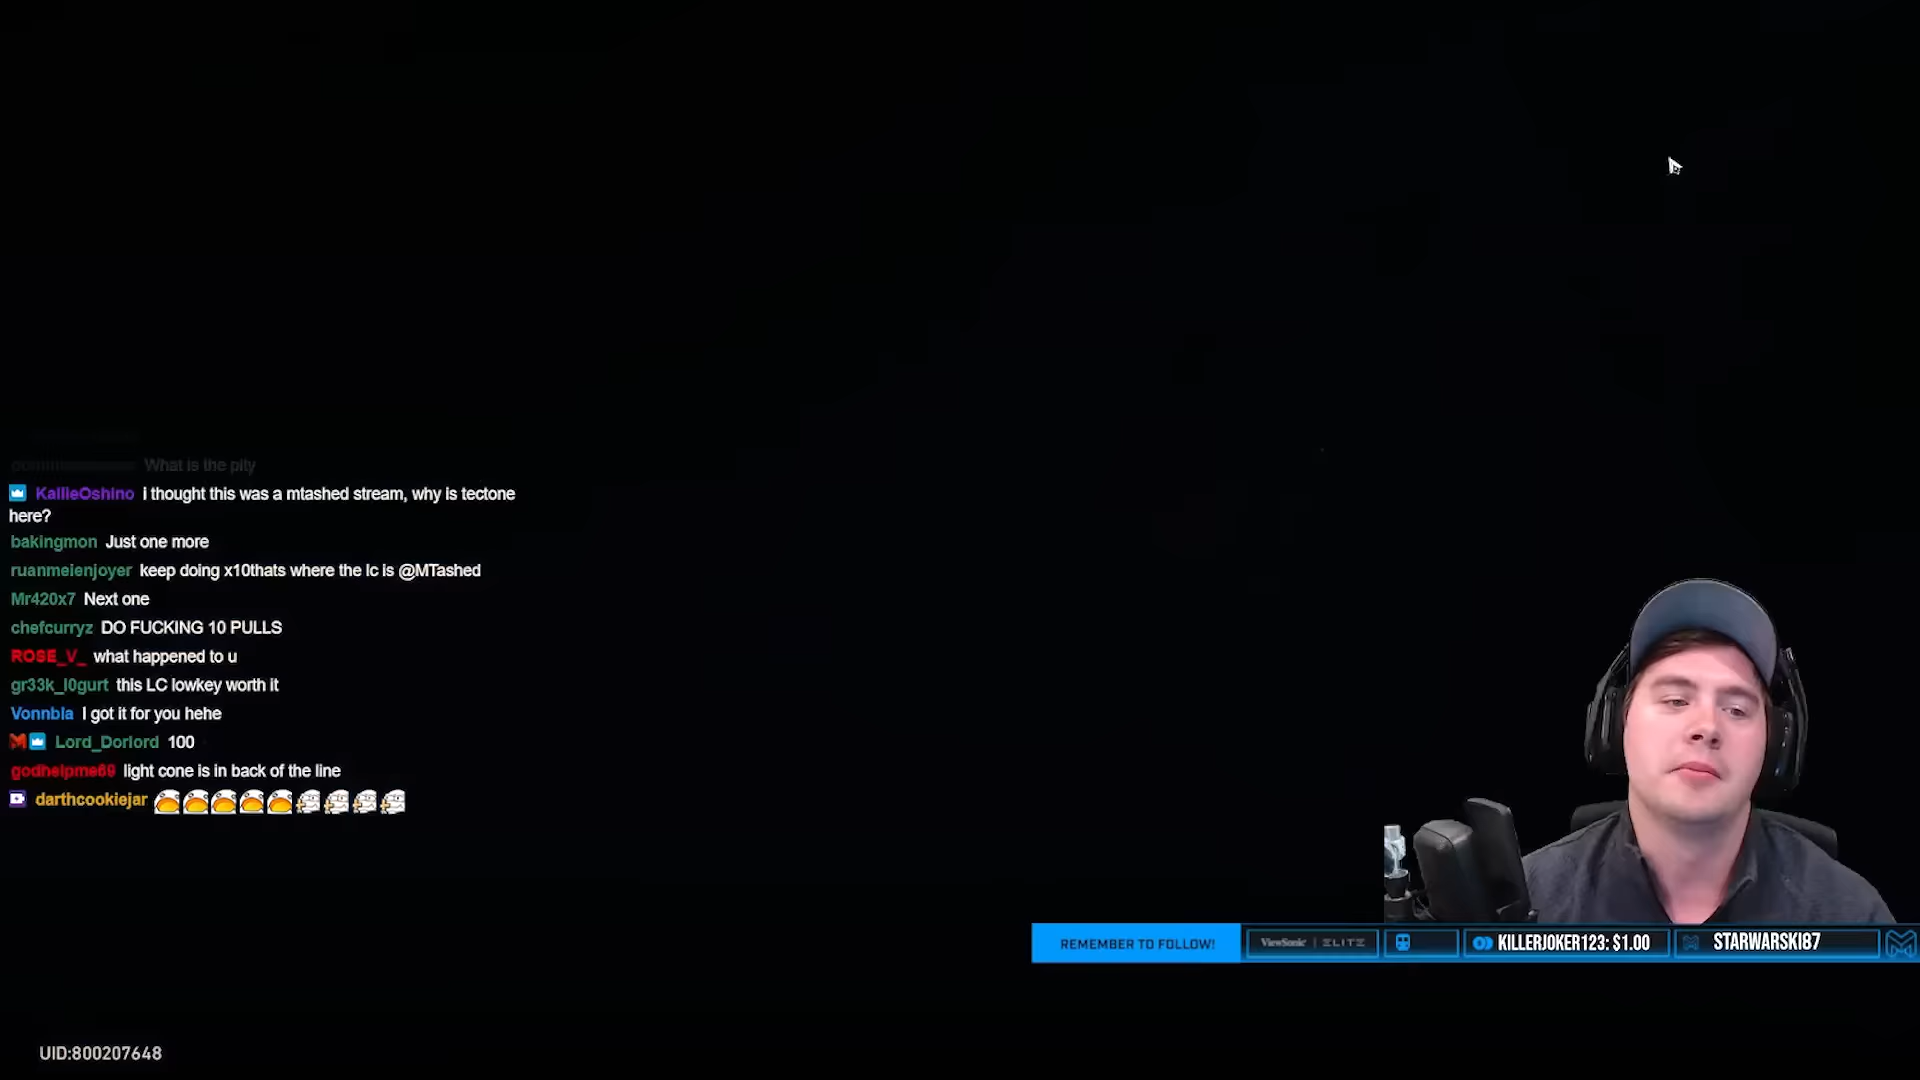 What is the pity
KallieOshino I thought this was a mtashed stream, why is tectone
here?
bakingmon Just one more
ruanmeienjoyer keep doing x10thats where the lc is @MTashed
Mr420x7 Next one
chefcurryz DO FUCKING 10 PULLS
ROSE_V_ what happened to u
gr33k_l0gurt this LC lowkey worth it
Vonnbla I got it for you hehe
Lord_Dorlord 100
godhelpme69 light cone is in back of the line
darthcookiejar
REMEMBER TO FOLLOW!
ViewSonic | ELITE
KILLERJOKER123: $1.00
STARWARSKI87
UID:800207648